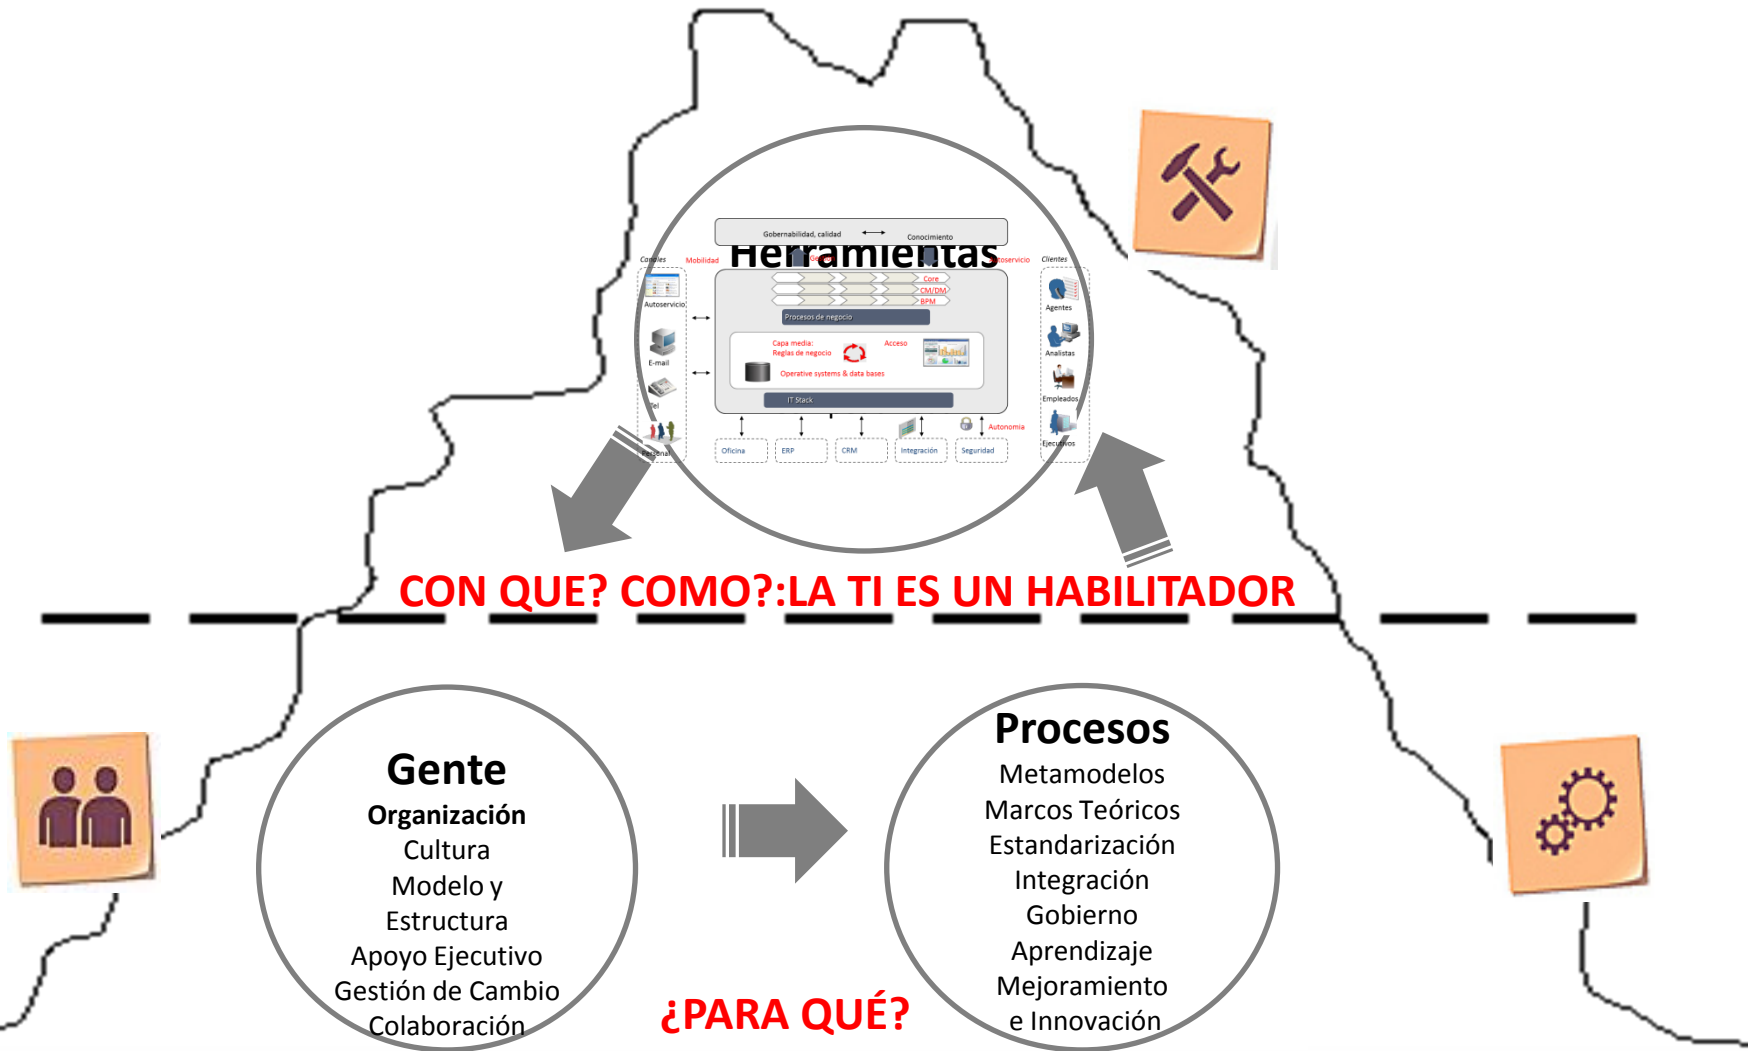 Gobernabilidad, calidad
Conocimiento
Herramientas
Canales
Mobilidad
Clientes
Core
CM/DM
BPM
Autoservicio
Agentes
Procesos de negocio
Capa media:
Reglas de negocio
Acceso
Analistas
E-mail
Operative systems & data bases
Empleados
Tel
IT Stack
Autonomia
Personal
Ejecutivos
Oficina
ERP
CRM
Integración
Seguridad
CON QUE? COMO?:LA TI ES UN HABILITADOR
Gente
Organización
Cultura
Modelo y
Estructura
Apoyo Ejecutivo
Gestión de Cambio
Colaboración
Procesos
Metamodelos
Marcos Teóricos
Estandarización
Integración
Gobierno
Aprendizaje
Mejoramiento
e Innovación
¿PARA QUÉ?